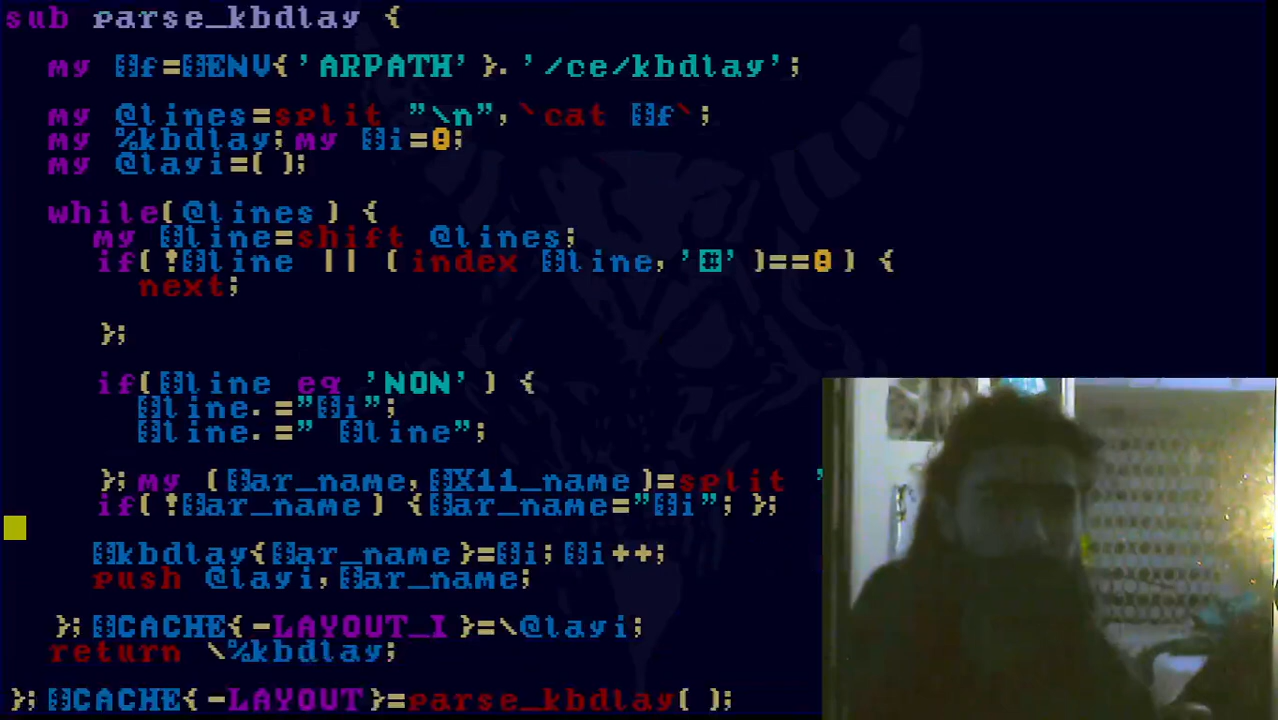 sub parse_kbdlay {
my $f=$ENV{'ARPATH'}.'/ce/kbdlay';
my @lines=split "\n",`cat $f`;
my %kbdlay;my $i=0;
my @layi=( );
while(@lines) {
my $line=shift @lines;
if(!$line || (index $line,'#')==0) {
next;
};
if($line eq 'NON') {
$line.="$i";
$line.=" $line";
};my ($ar_name,$X11_name)=split '
if(!$ar_name) {$ar_name="$i"; };
$kbdlay{$ar_name}=$i;$i++;
push @layi,$ar_name;
};$CACHE{-LAYOUT_I}=\@layi;
return \%kbdlay;
};$CACHE{-LAYOUT}=parse_kbdlay( );